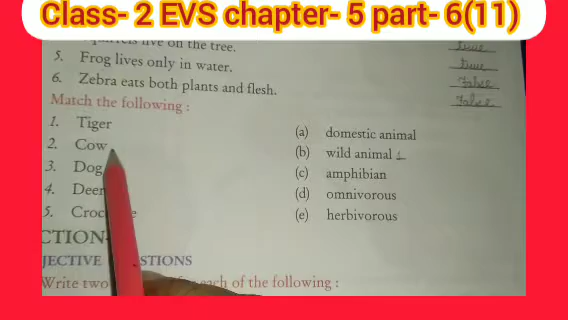 Class- 2 EVS chapter- 5 part- 6(11)
live on the tree. true
5. Frog lives only in water. true
6. Zebra eats both plants and flesh. False
False
Match the following :
1. Tiger (a) domestic animal
2. Cow (b) wild animal 1
3. Dog (c) amphibian
4. Deer (d) omnivorous
5. Croc e (e) herbivorous
CTION-
JECTIVE STIONS
Write two each of the following :